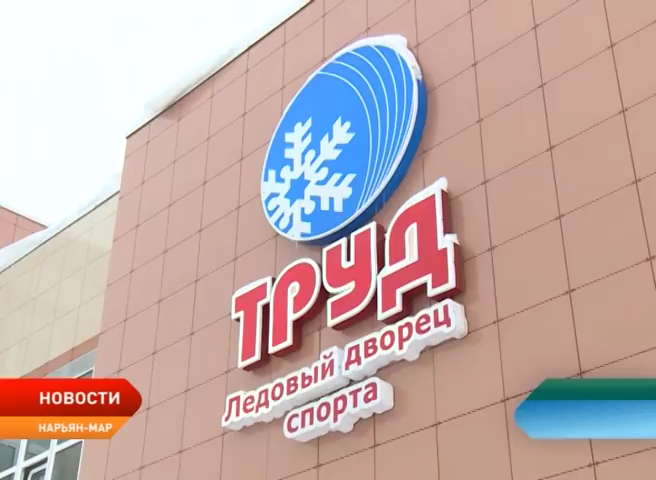 ТРУД
Ледовый дворец
спорта
НОВОСТИ
НАРЬЯН-МАР